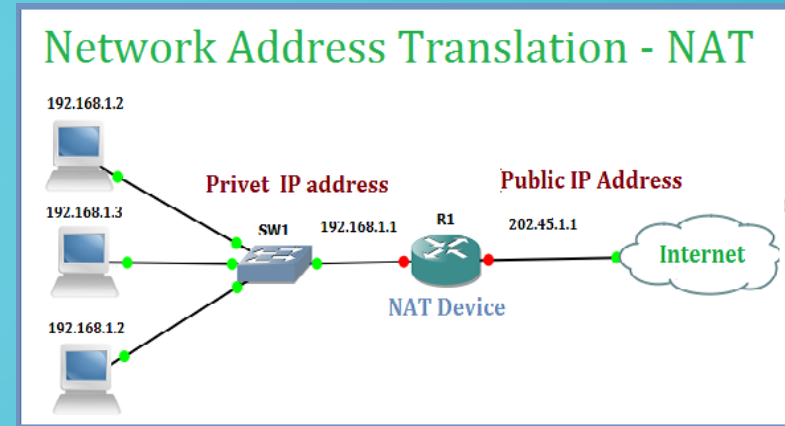 Network Address Translation - NAT
192.168.1.2
Privet IP address
Public IP Address
192.168.1.3
SW1
192.168.1.1
R1
202.45.1.1
Internet
NAT Device
192.168.1.2